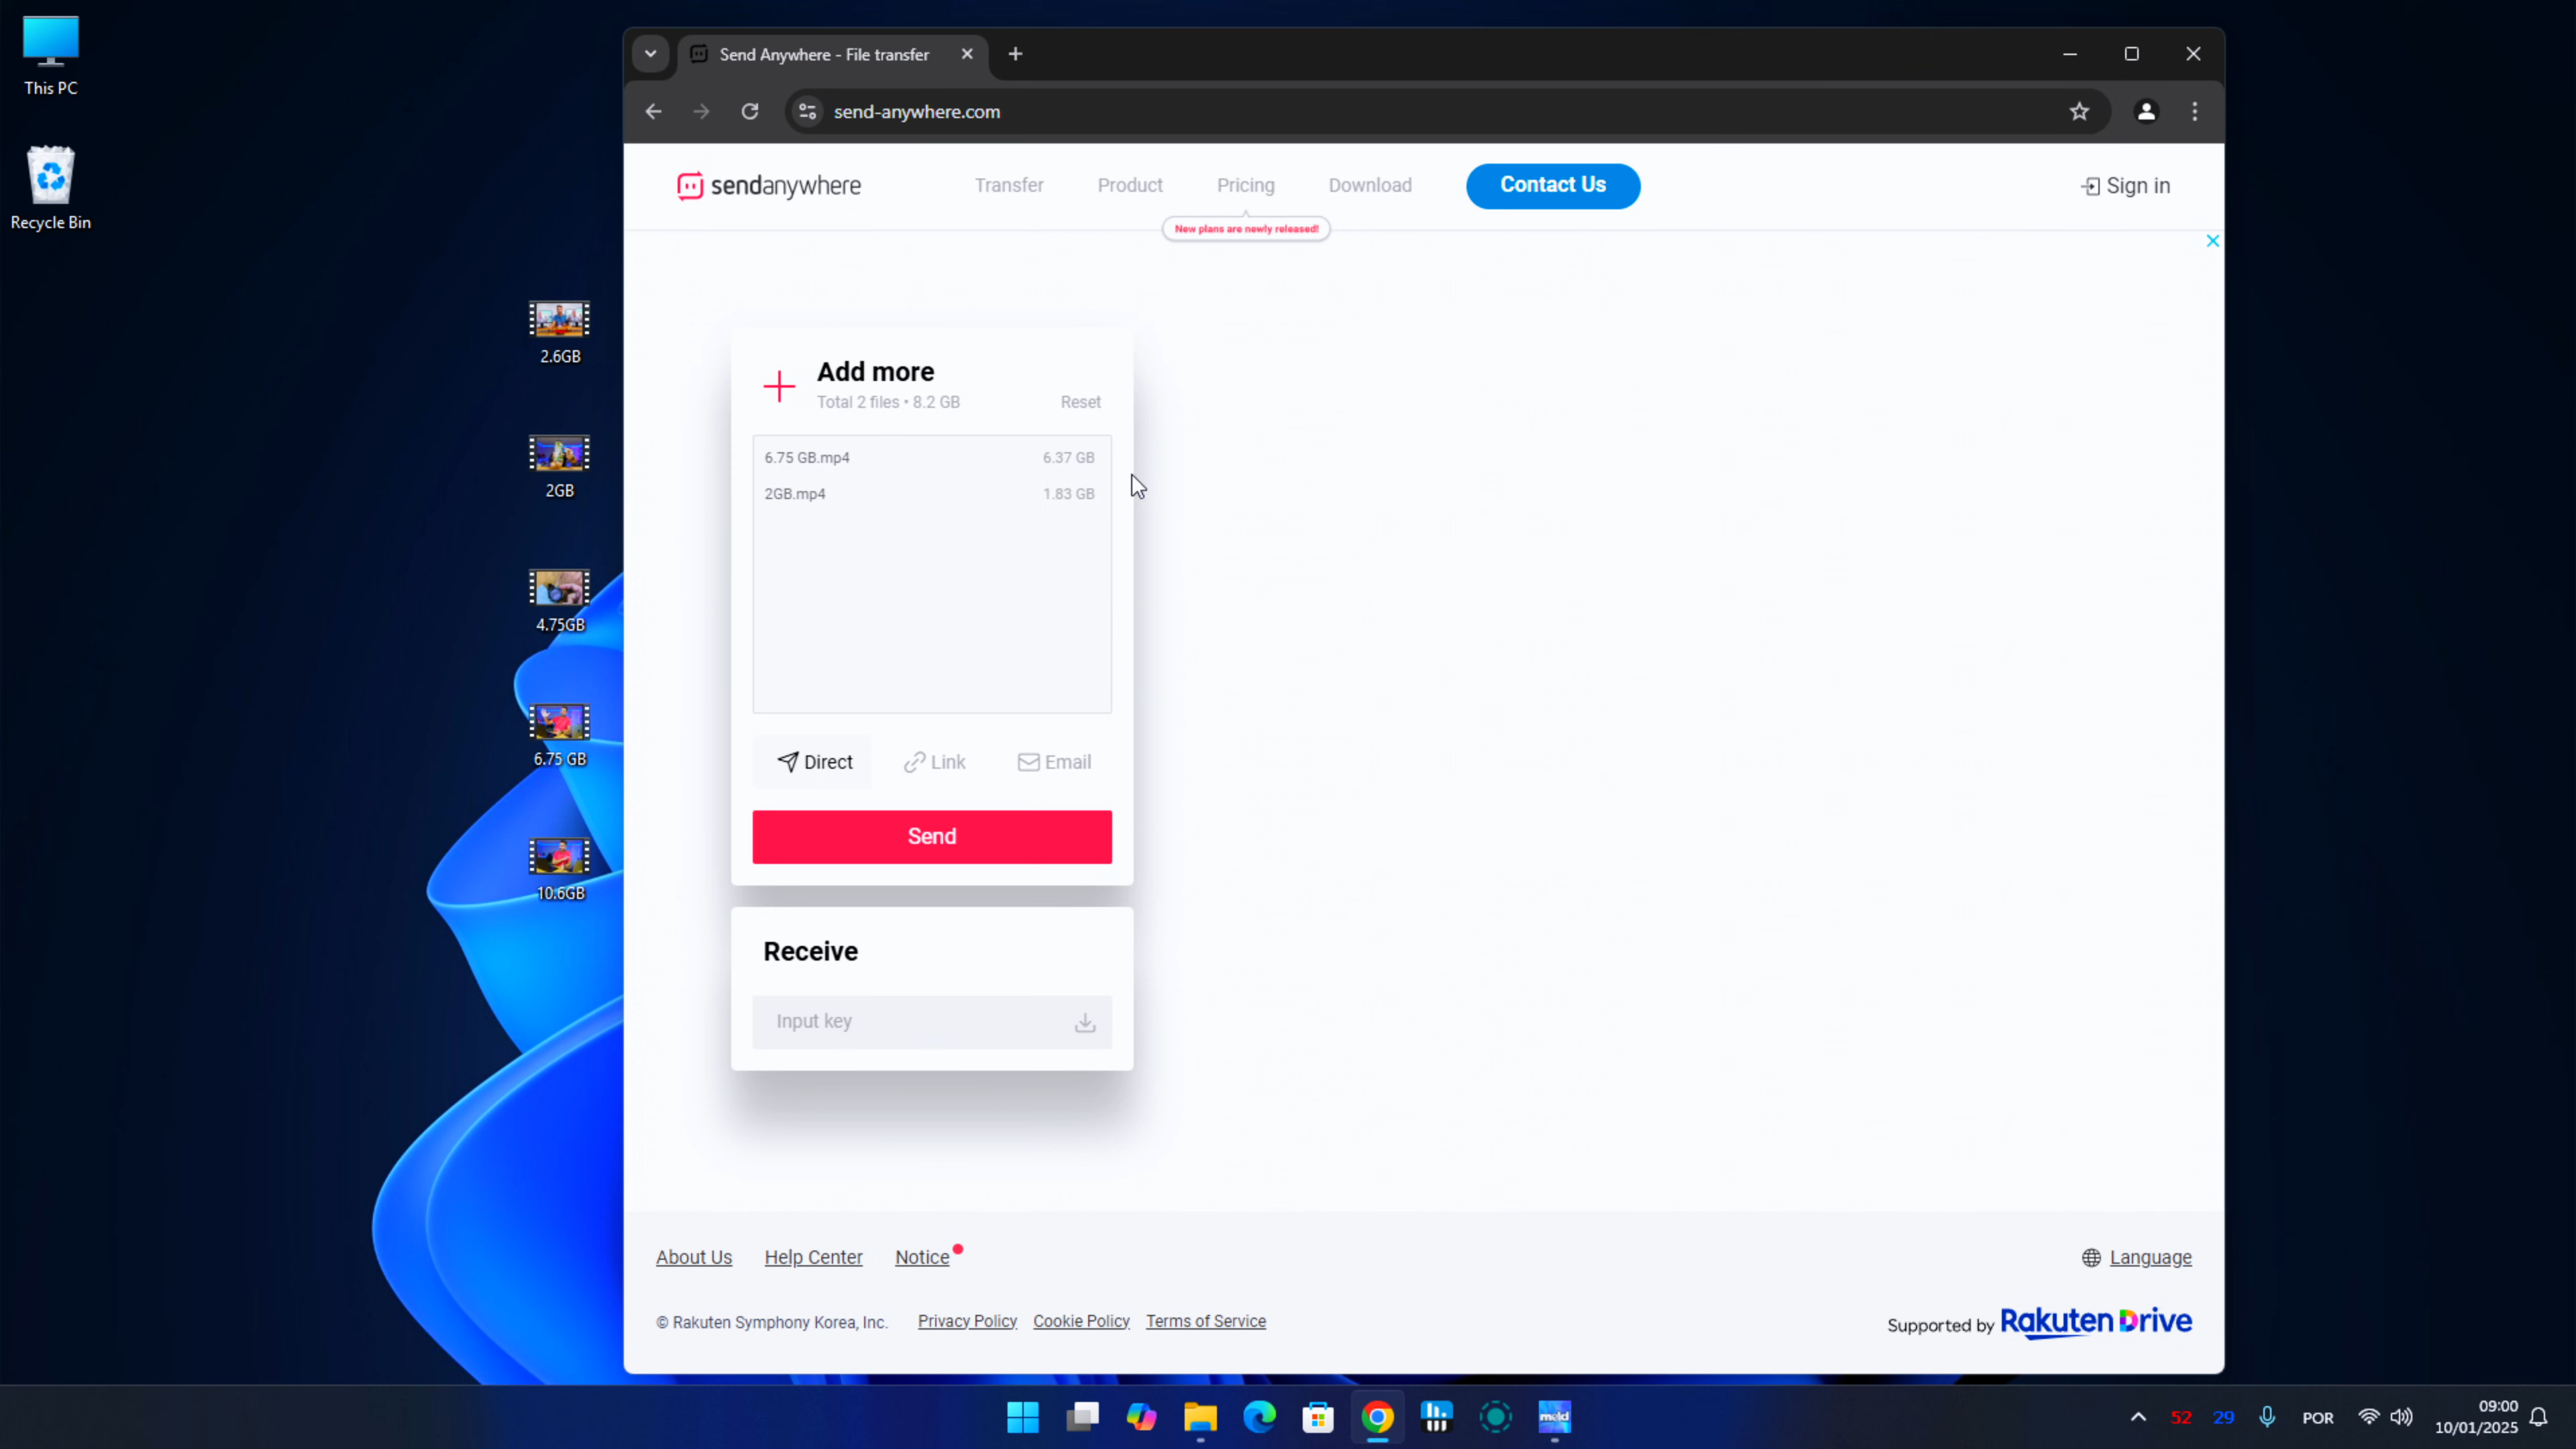 This PC
Recycle Bin
2.6GB
2GB
4.75GB
6.75 GB
10.6GB
Send Anywhere - File transfer
send-anywhere.com
sendanywhere
Transfer
Product
Pricing
Download
Contact Us
Sign in
New plans are newly released!
Add more
Total 2 files • 8.2 GB
Reset
6.75 GB.mp4 6.37 GB
2GB.mp4 1.83 GB
Direct
Link
Email
Send
Receive
Input key
About Us
Help Center
Notice
Language
© Rakuten Symphony Korea, Inc.
Privacy Policy
Cookie Policy
Terms of Service
Supported by Rakuten Drive
meld
52
29
POR
09:00
10/01/2025